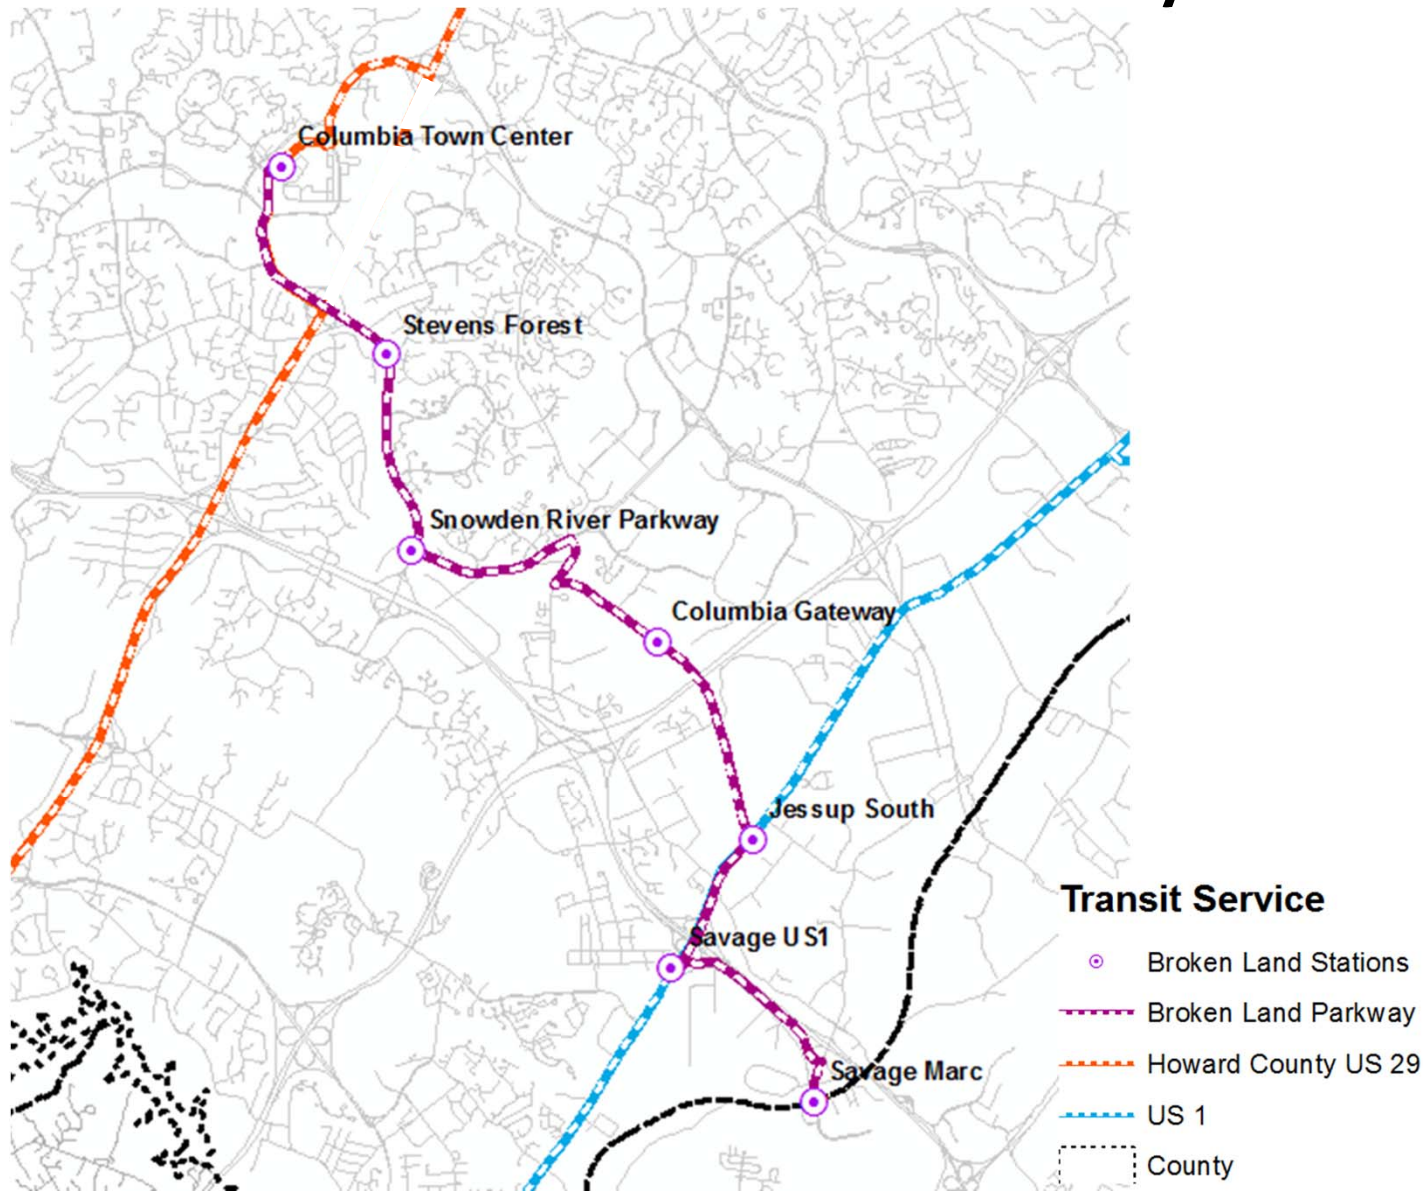 Columbia Town Center
Stevens Forest
Snowden River Parkway
Columbia Gateway
Jessup South
Savage US1
Savage Marc
Transit Service
Broken Land Stations
Broken Land Parkway
Howard County US 29
US 1
County